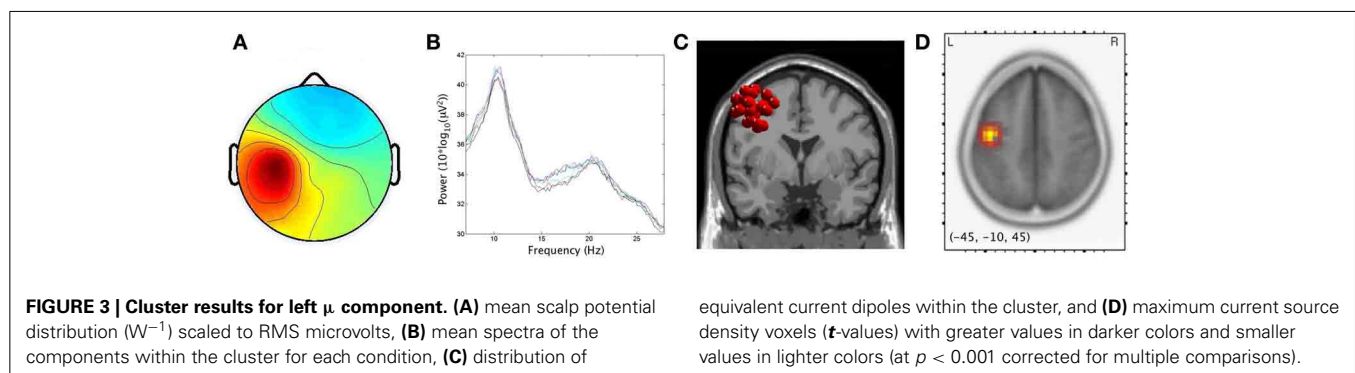 A
B
C
D
42
40
38
36
34
32
30
10
15
20
25
Power (10*log10(µV²))
Frequency (Hz)
L
R
(-45, -10, 45)
FIGURE 3 | Cluster results for left μ component. (A) mean scalp potential
distribution (W⁻¹) scaled to RMS microvolts, (B) mean spectra of the
components within the cluster for each condition, (C) distribution of
equivalent current dipoles within the cluster, and (D) maximum current source
density voxels (t-values) with greater values in darker colors and smaller
values in lighter colors (at p < 0.001 corrected for multiple comparisons).